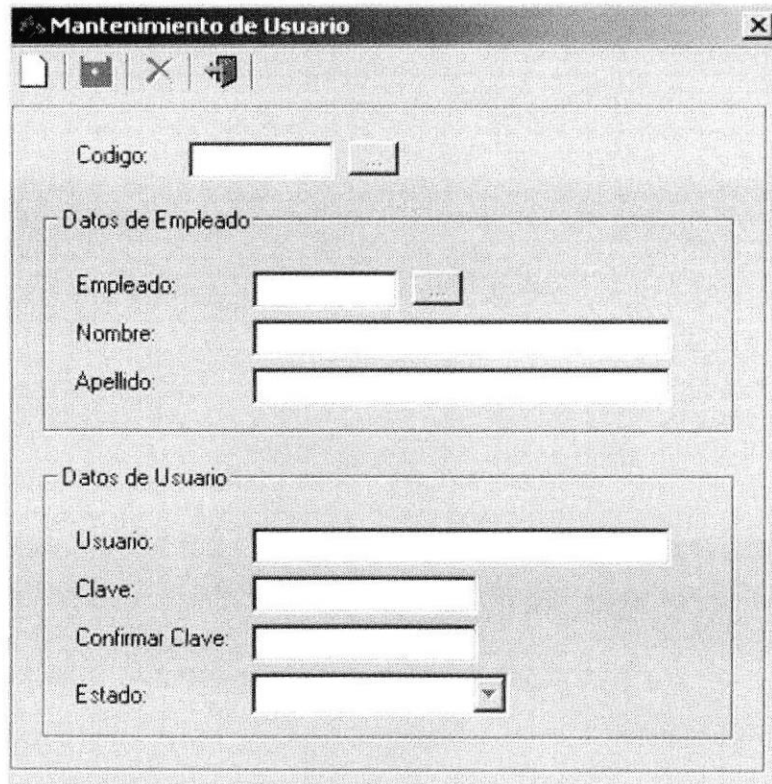 Mantenimiento de Usuario
Codigo:
...
Datos de Empleado
Empleado:
...
Nombre:
Apellido:
Datos de Usuario
Usuario:
Clave:
Confirmar Clave:
Estado: